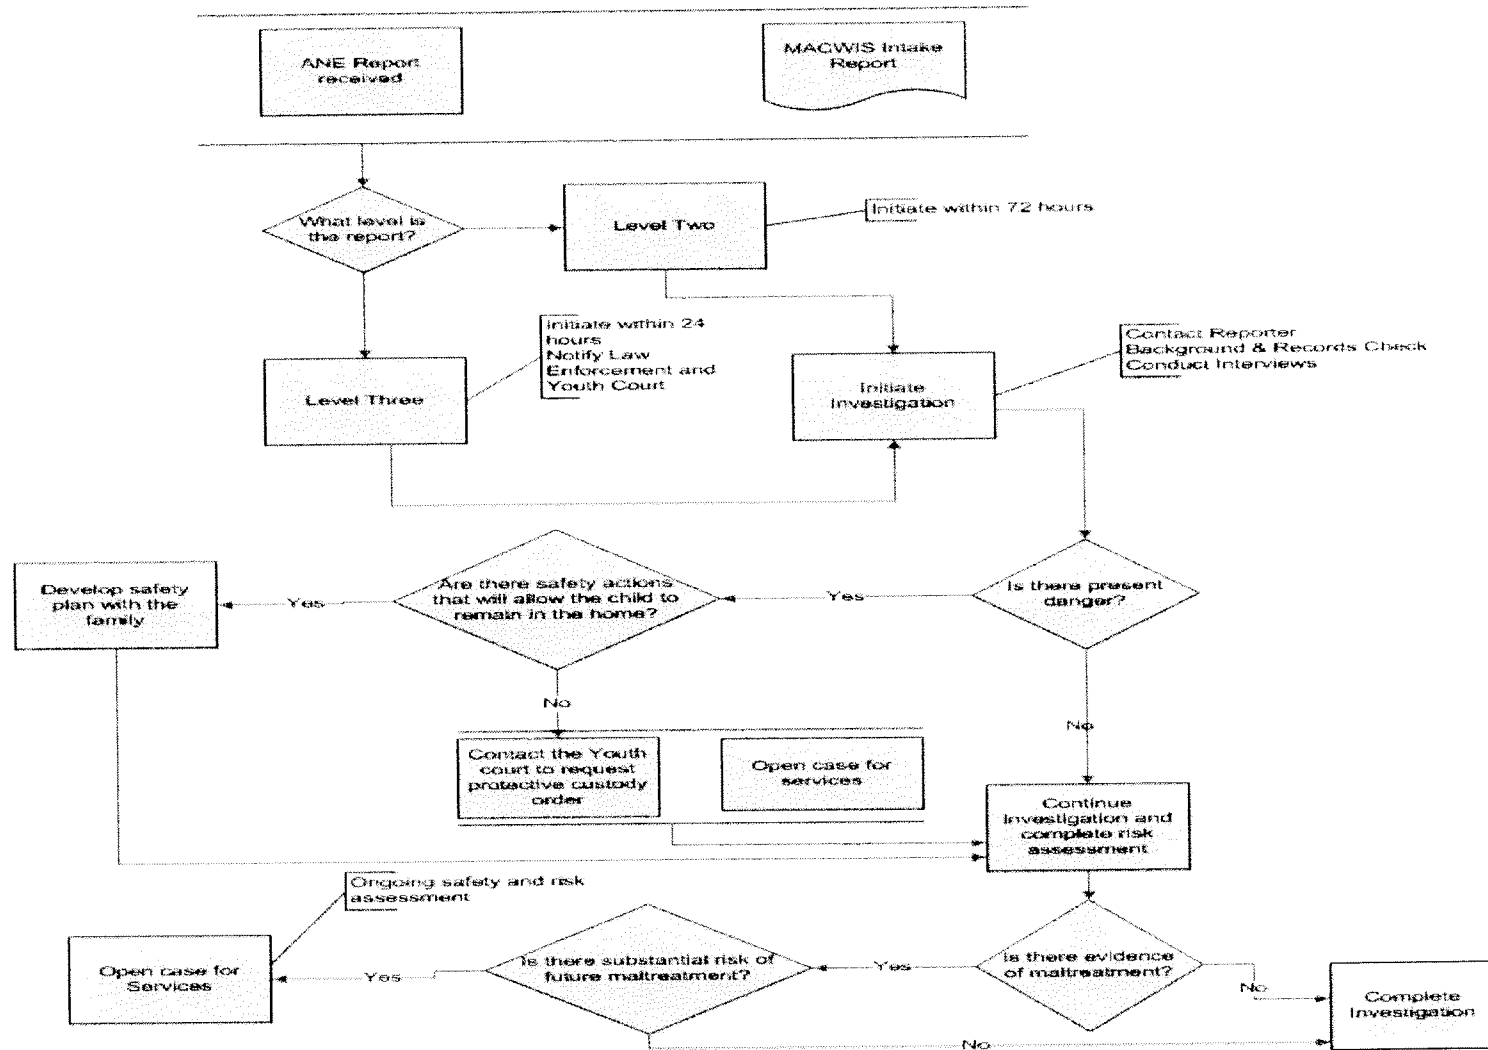 ANE Report
received
MACWIS Intake
Report
What level is
the report?
Level Two
Initiate within 72 hours
Initiate within 24
hours
Notify Law
Enforcement and
Youth Court
Level Three
Initiate
Investigation
Contact Reporter
Background & Records Check
Conduct Interviews
Develop safety
plan with the
family
Yes
Are there safety actions
that will allow the child to
remain in the home?
Yes
Is there present
danger?
No
No
Contact the Youth
court to request
protective custody
order
Open case for
services
Continue
Investigation and
complete risk
assessment
Ongoing safety and risk
assessment
Open case for
Services
Yes
Is there substantial risk of
future maltreatment?
Yes
Is there evidence
of maltreatment?
No
Complete
Investigation
No